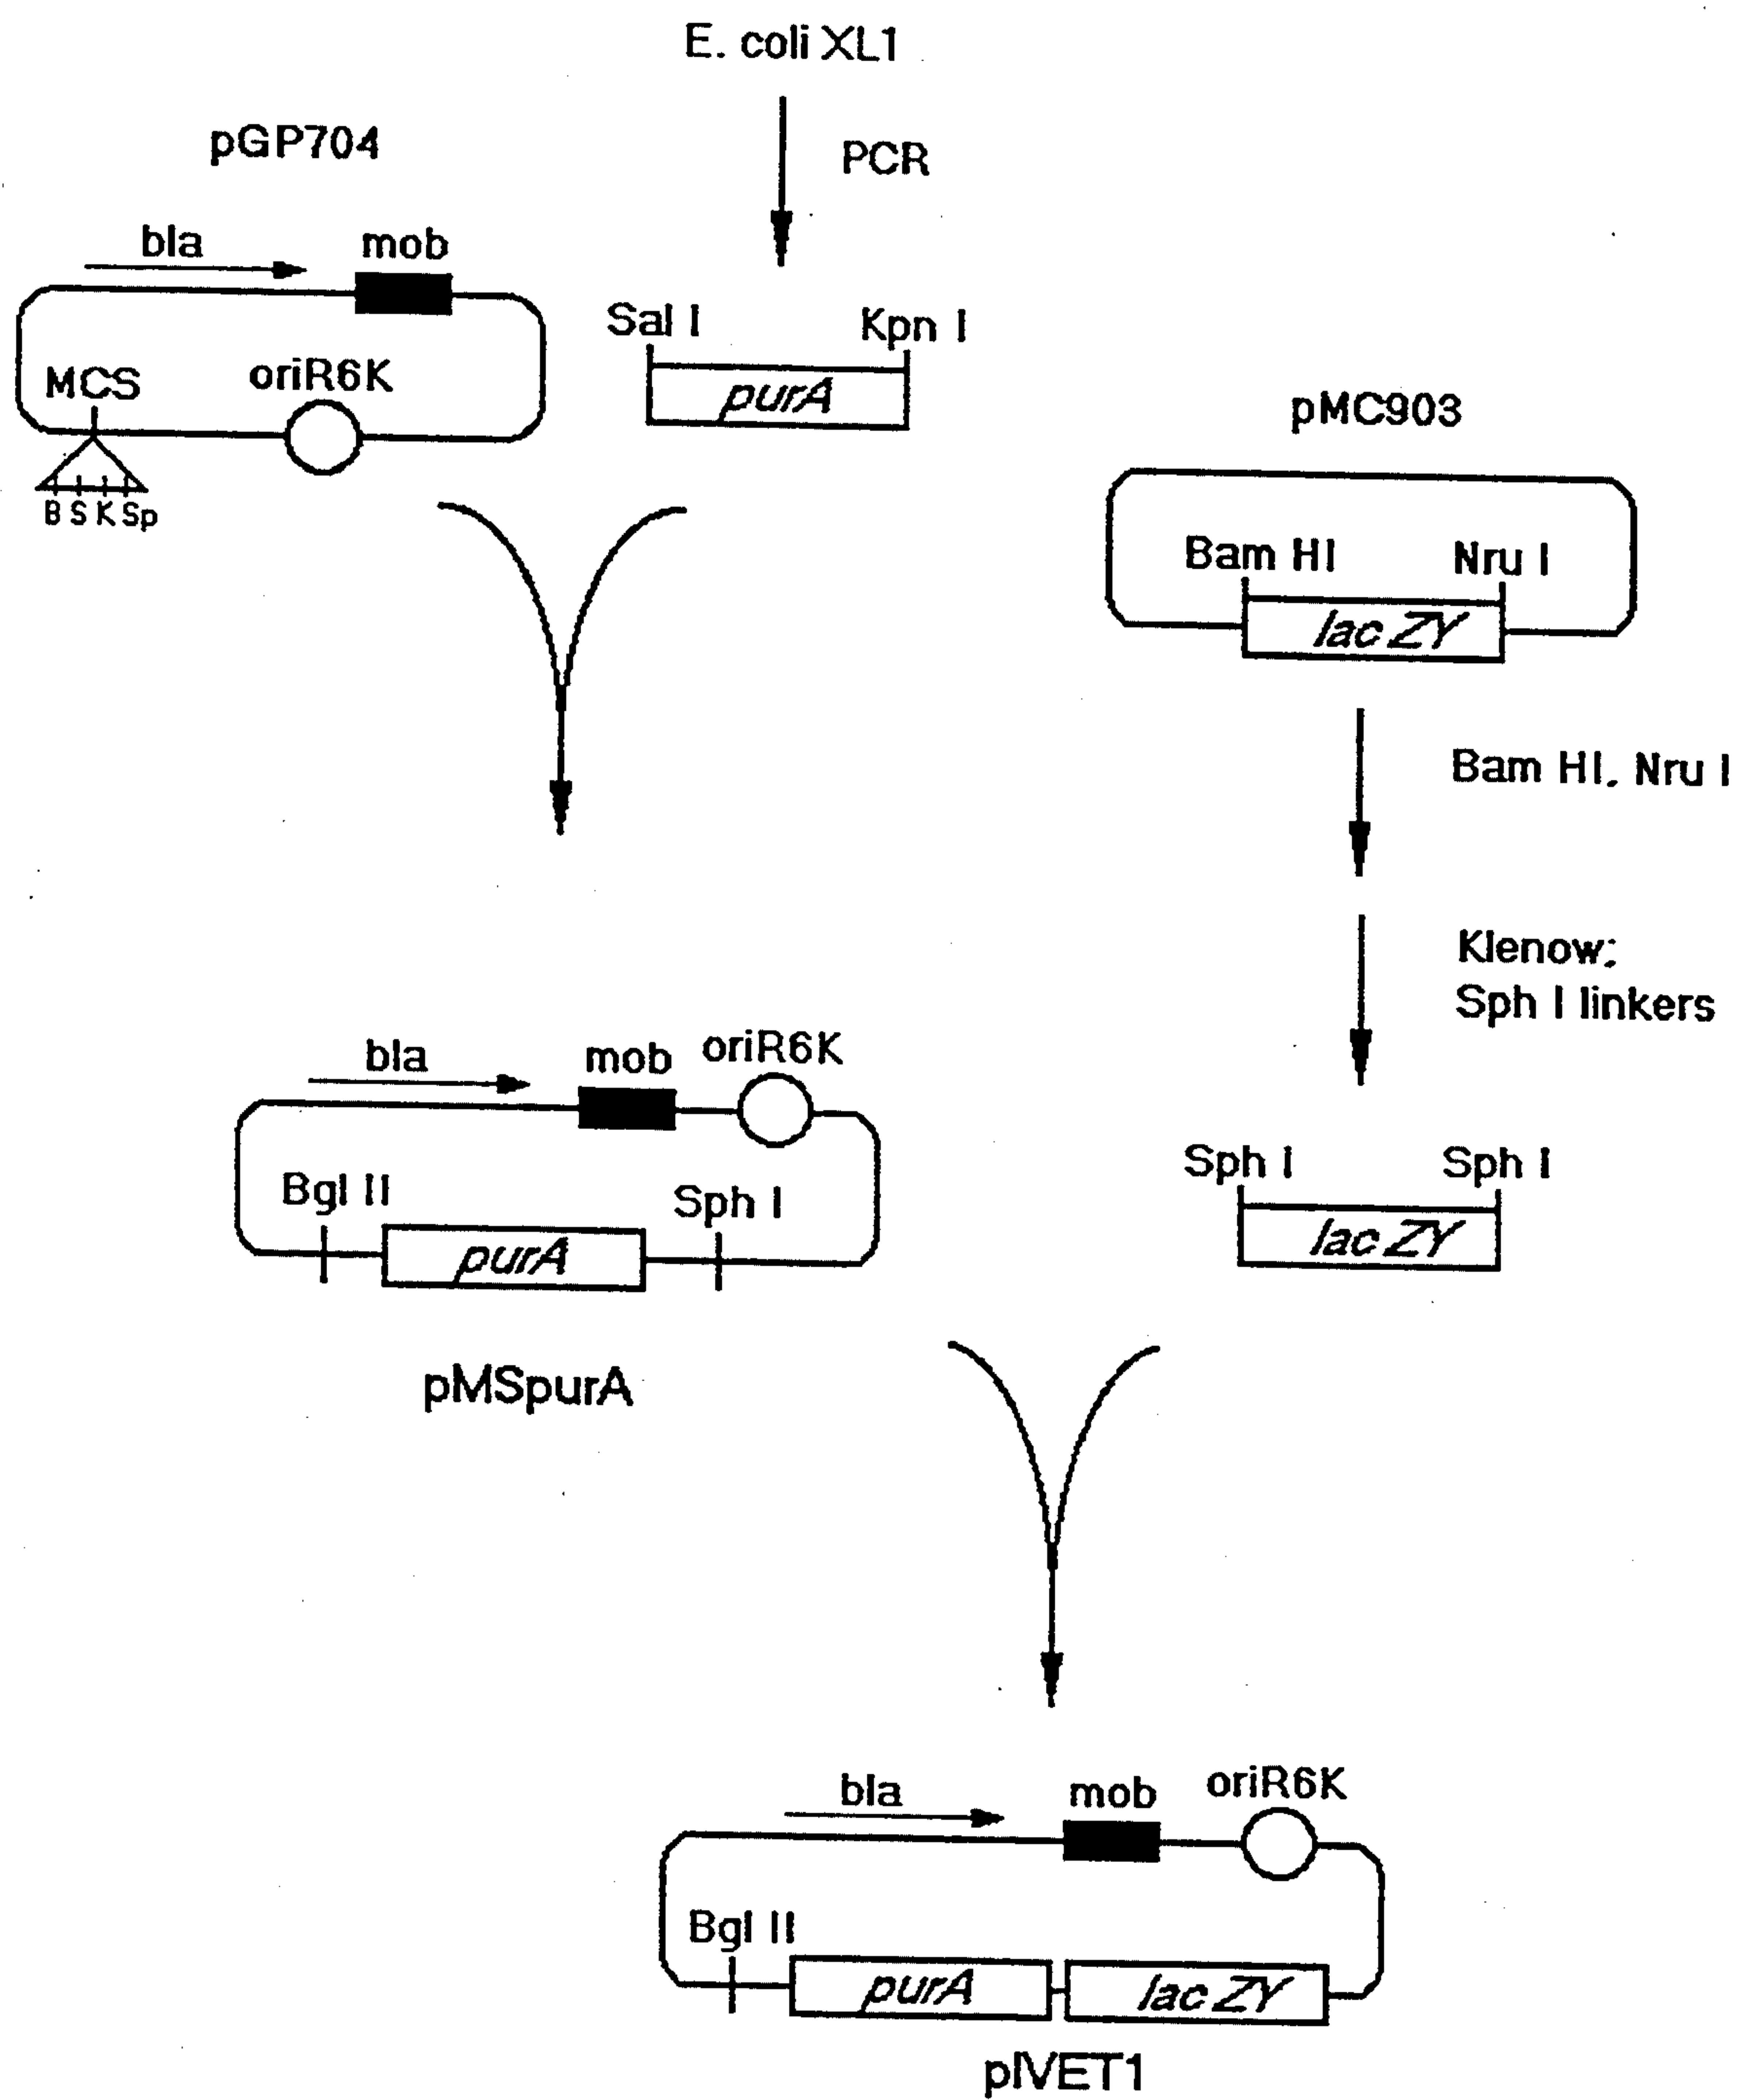 E. coli XL1
pGP704
PCR
bla
mob
Sal I
Kpn I
MCS
oriR6K
purA
B S K Sp
pMC903
Bam HI
Nru I
lac ZY
Bam HI, Nru I
Klenow;
Sph I linkers
bla
mob
oriR6K
Bgl II
Sph I
purA
pMSpurA
Sph I
Sph I
lac ZY
bla
mob
oriR6K
Bgl II
purA
lac ZY
pIVET1